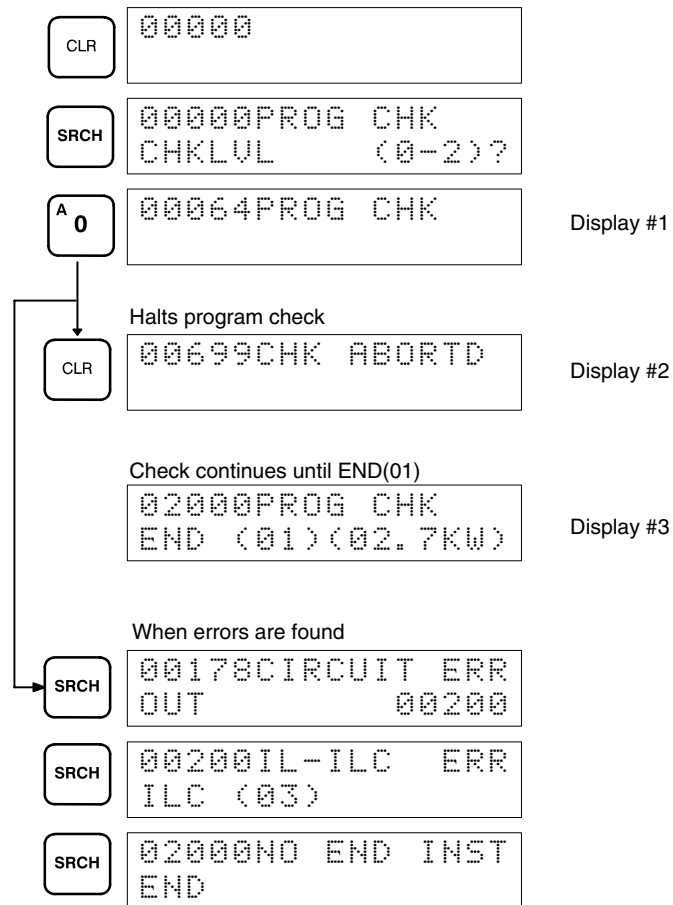 CLR
00000
SRCH
00000PROG CHK
CHKLVL (0-2)?
A 0
00064PROG CHK
Display #1
Halts program check
CLR
00699CHK ABORTD
Display #2
Check continues until END(01)
02000PROG CHK
END (01)(02.7KW)
Display #3
When errors are found
SRCH
00178CIRCUIT ERR
OUT 00200
SRCH
00200IL-ILC ERR
ILC (03)
SRCH
02000NO END INST
END